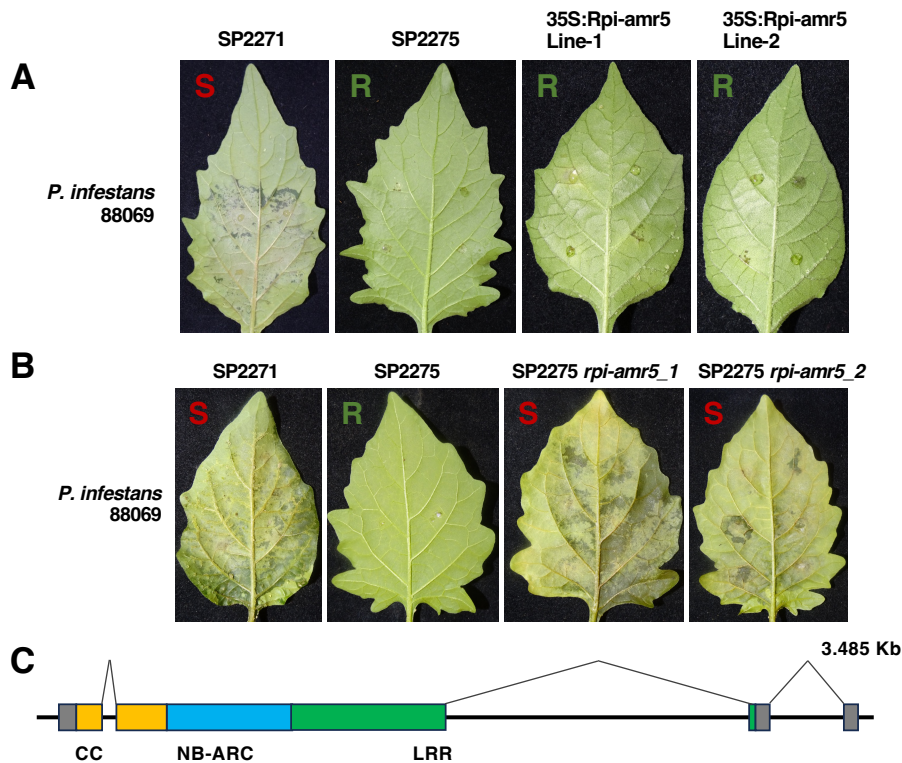 A
SP2271
SP2275
35S:Rpi-amr5
Line-1
35S:Rpi-amr5
Line-2
S
R
R
R
P. infestans
88069
B
SP2271
SP2275
SP2275 rpi-amr5_1
SP2275 rpi-amr5_2
S
R
S
S
P. infestans
88069
C
3.485 Kb
CC
NB-ARC
LRR